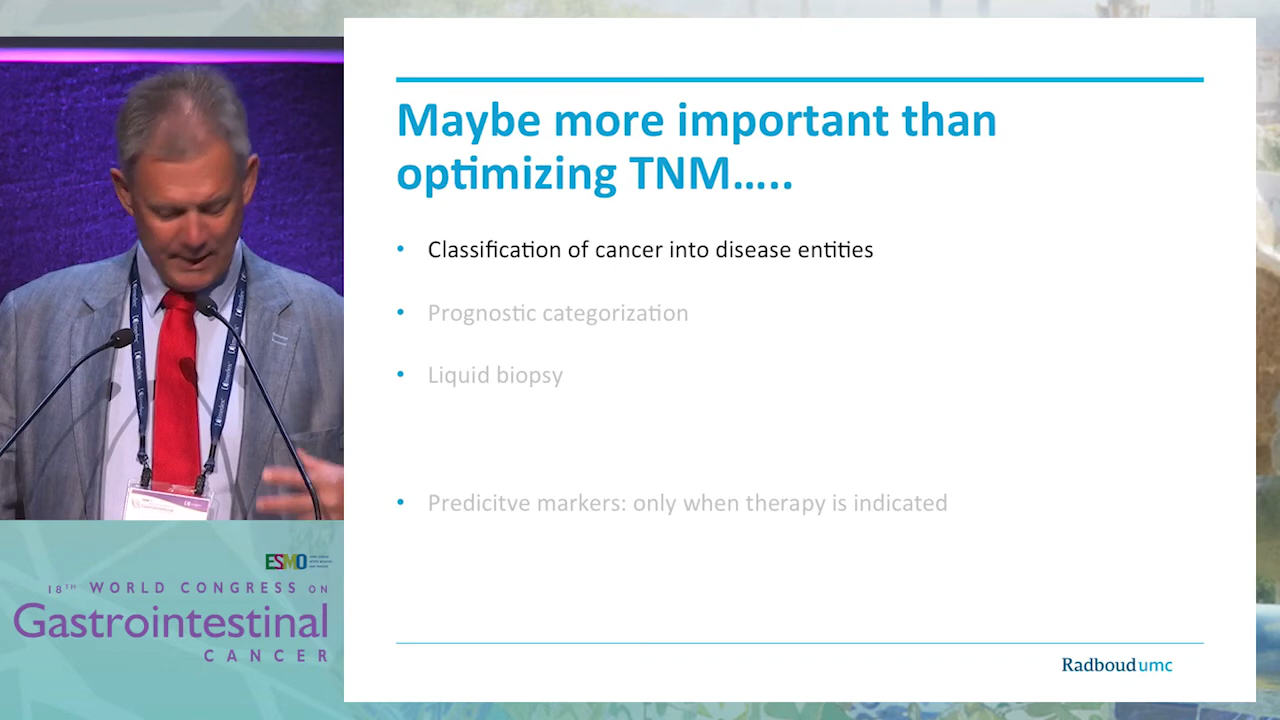 Maybe more important than
optimizing TNM.....
• Classification of cancer into disease entities
• Prognostic categorization
• Liquid biopsy
• Predicitve markers: only when therapy is indicated
Radboudumc
ESMO
18TH WORLD CONGRESS ON
Gastrointestinal
CANCER